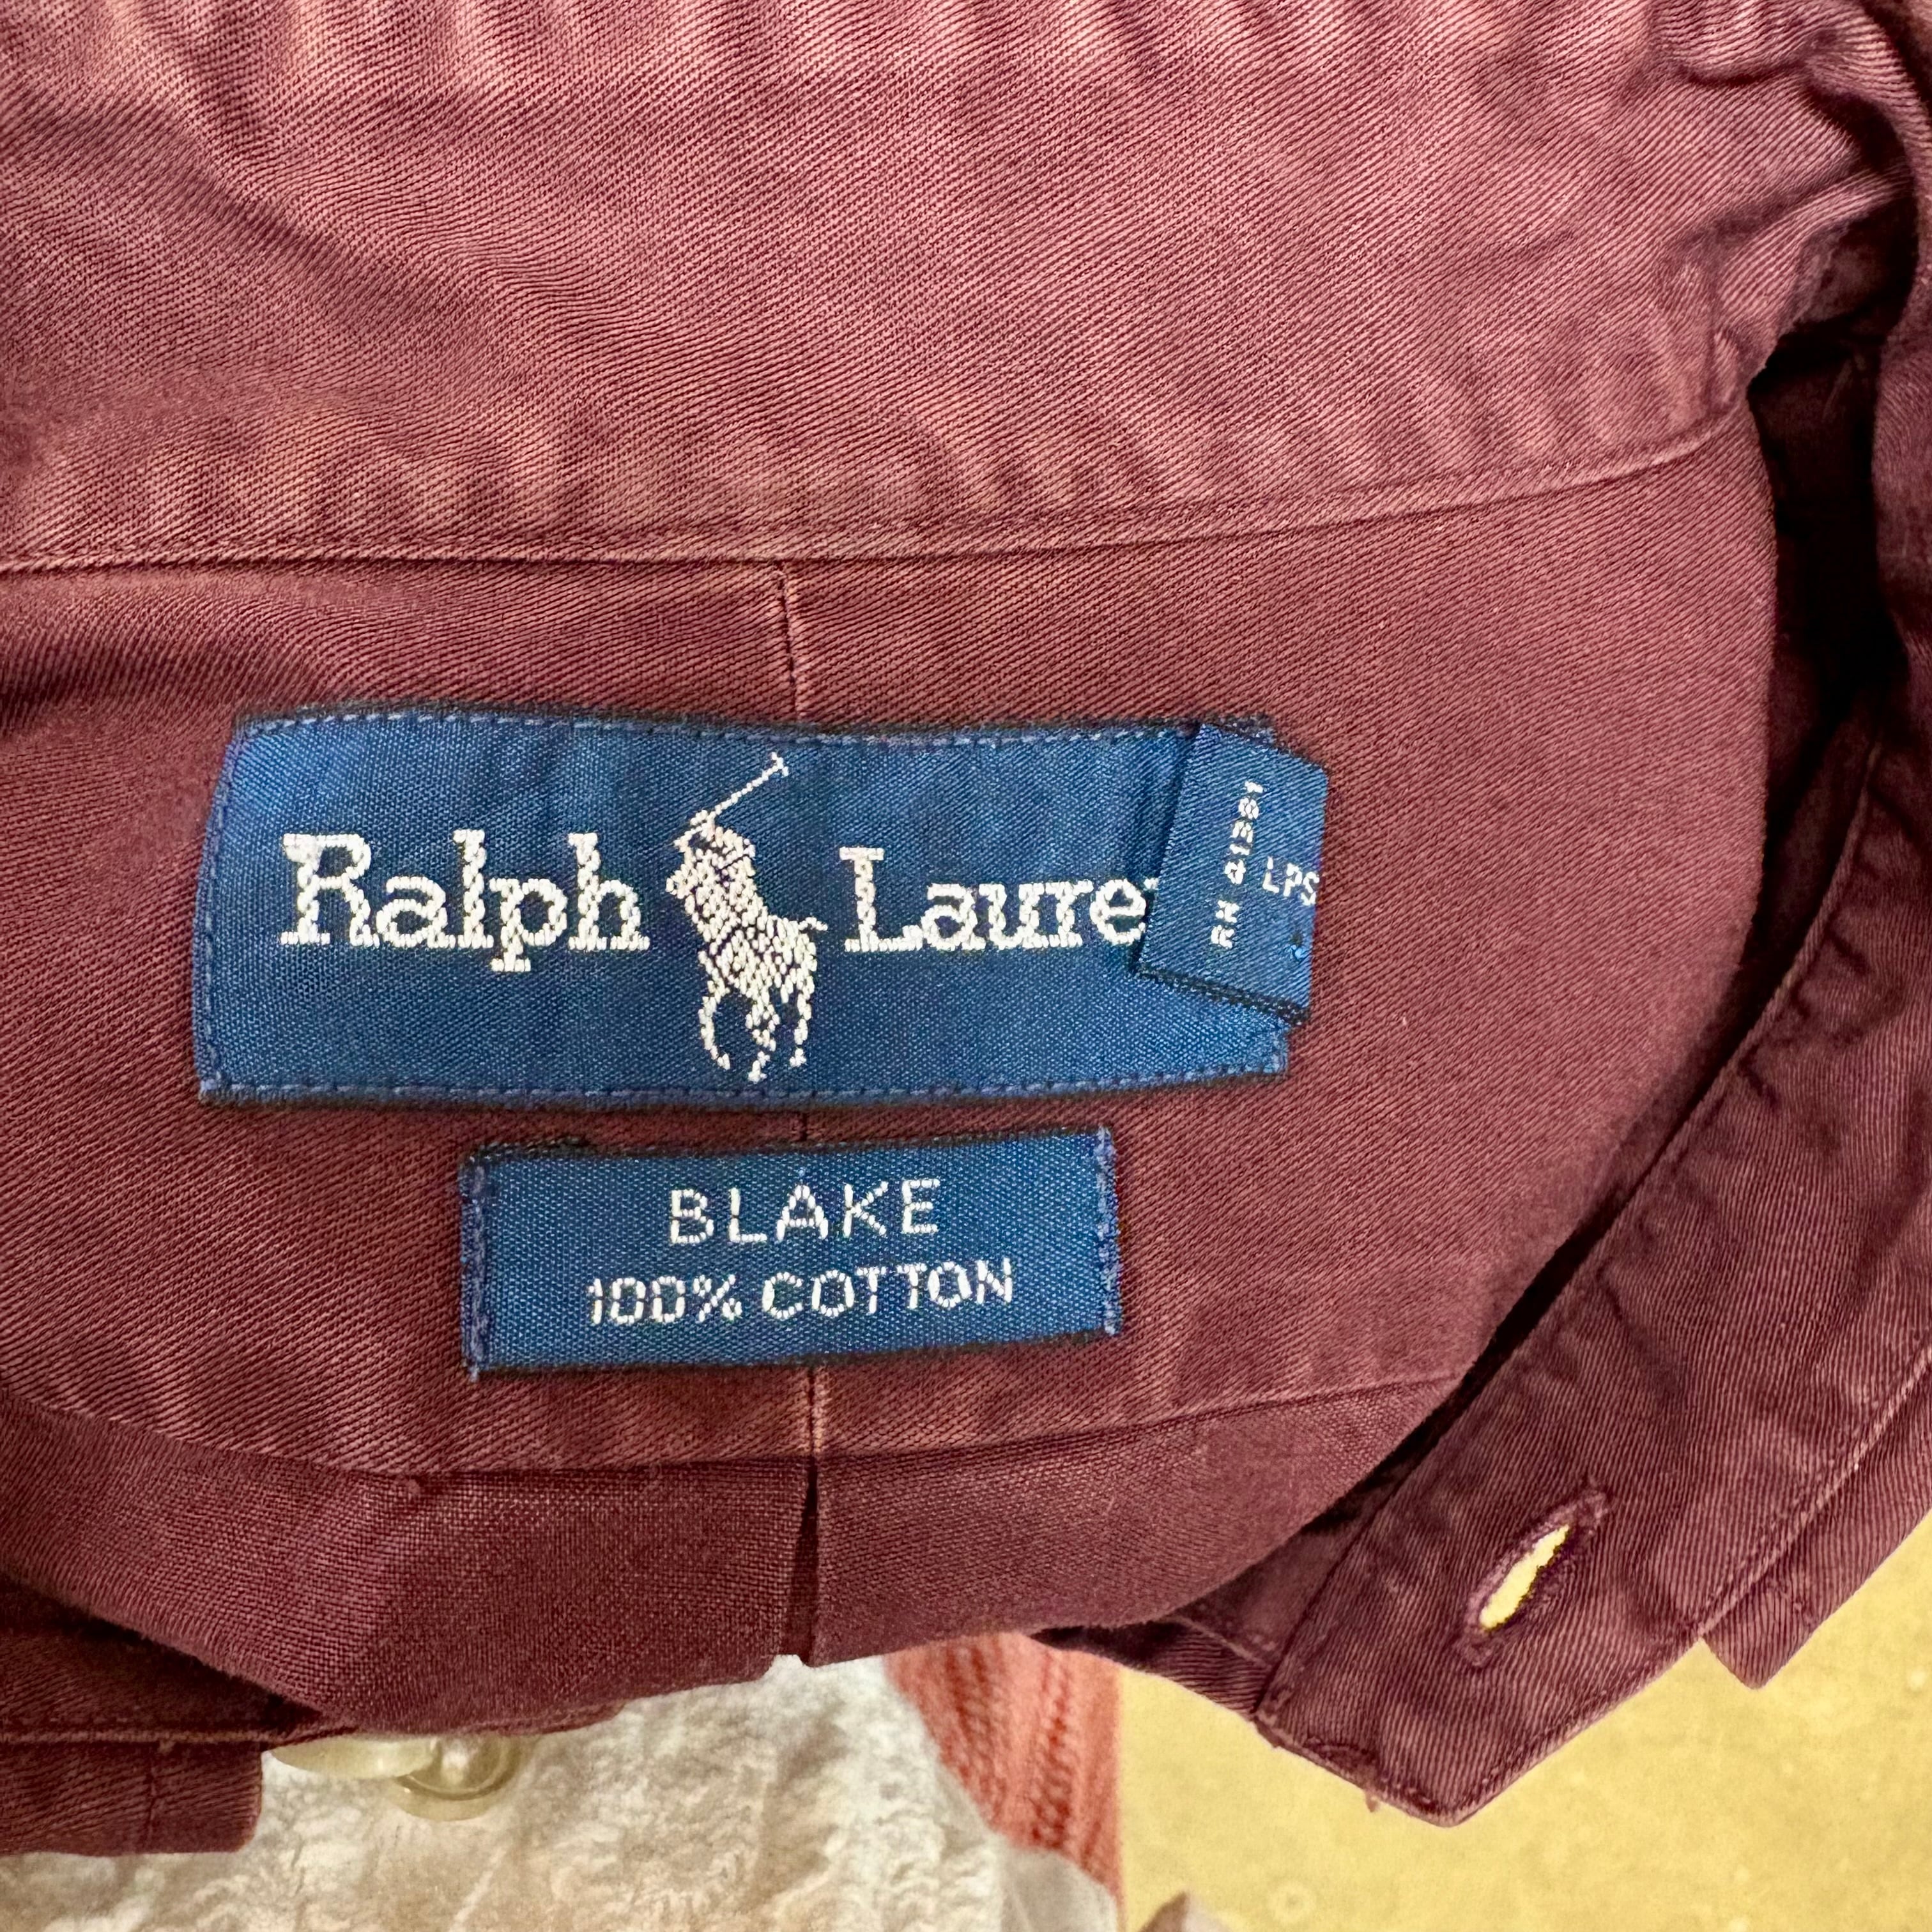 Ralph Laure
RN 41381
LPS
BLAKE
100% COTTON